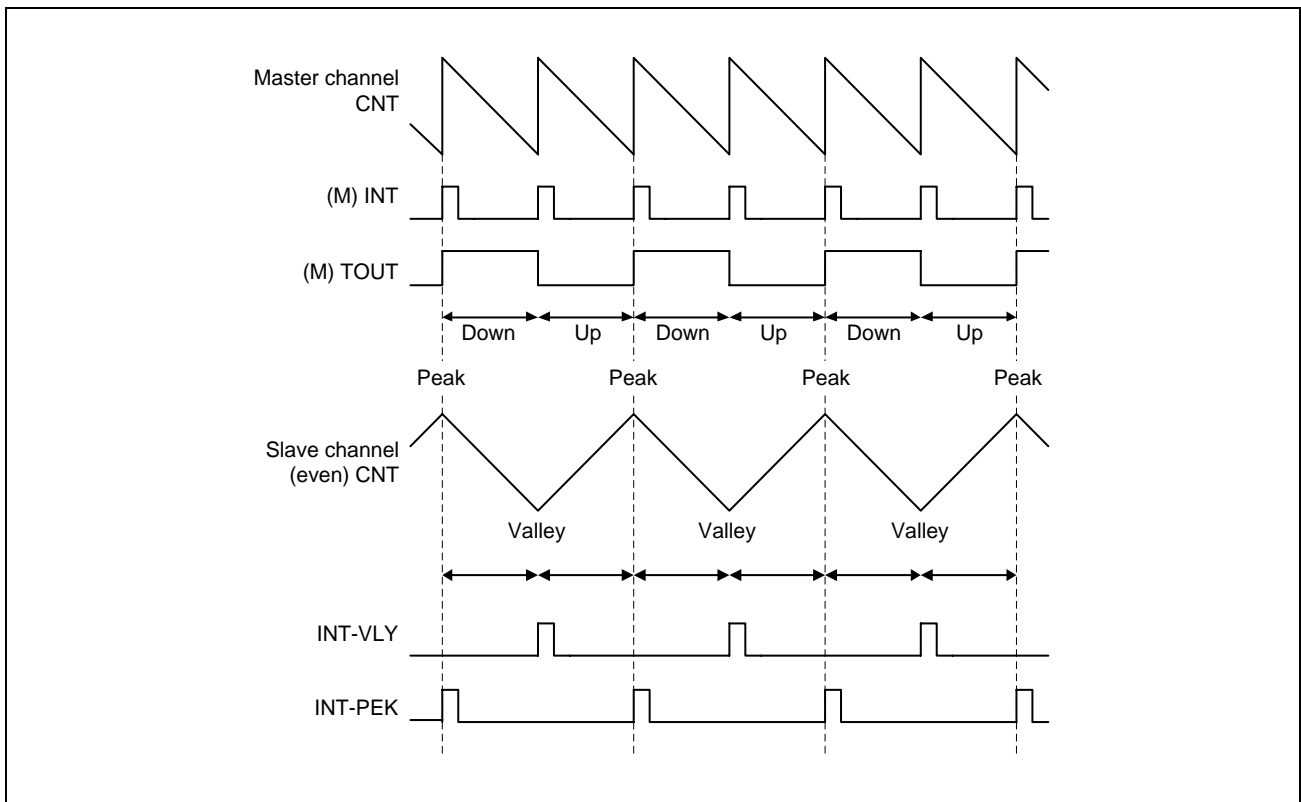 Master channel
CNT
(M) INT
(M) TOUT
Down Up Down Up Down Up
Peak Peak Peak Peak
Slave channel
(even) CNT
Valley Valley Valley
INT-VLY
INT-PEK